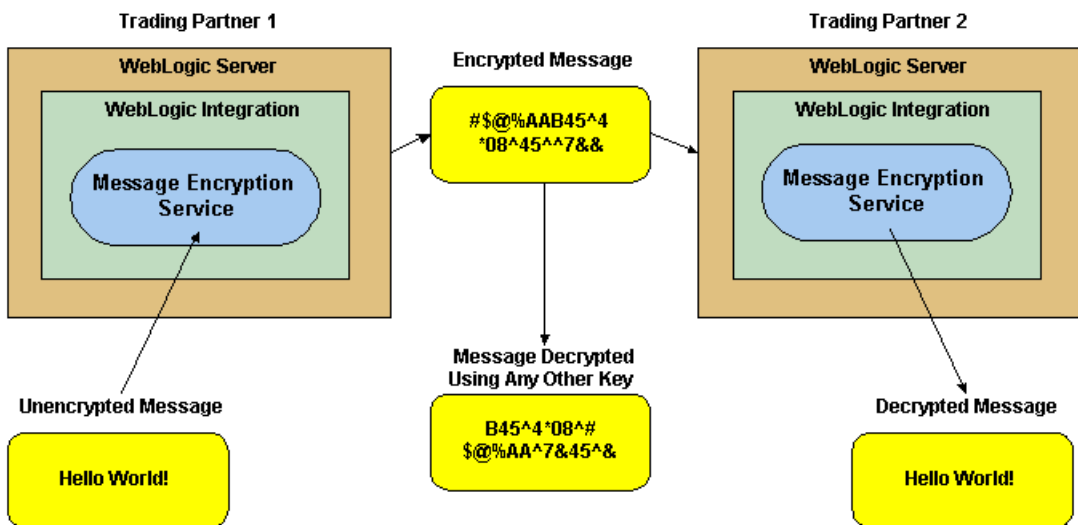 Trading Partner 1
WebLogic Server
WebLogic Integration
Message Encryption
Service
Unencrypted Message
Hello World!
Encrypted Message
#$@%AAB45^4
*08^45^^7&&
Message Decrypted
Using Any Other Key
B45^4*08^#
$@%AA^7&45^&
Trading Partner 2
WebLogic Server
WebLogic Integration
Message Encryption
Service
Decrypted Message
Hello World!